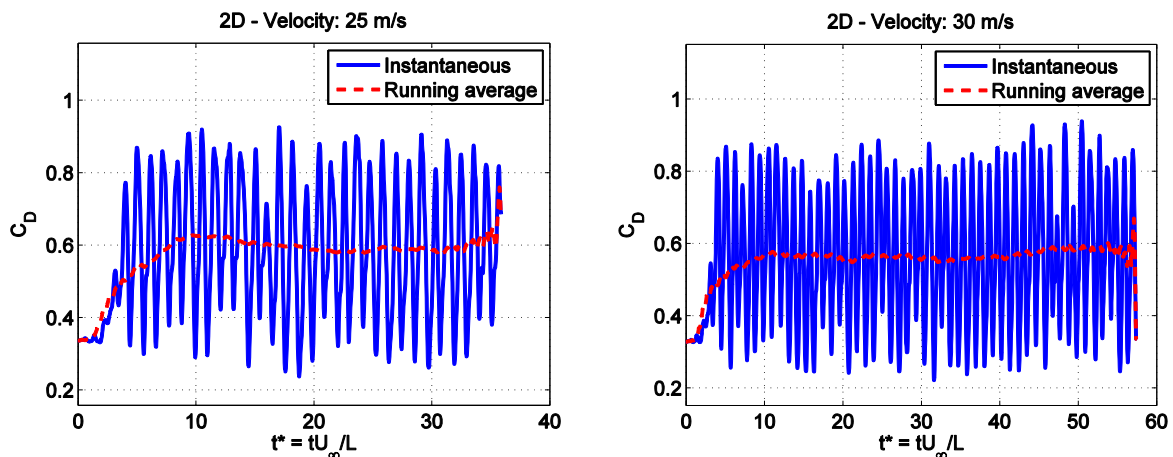 2D - Velocity: 25 m/s
Instantaneous
Running average
1
0.8
0.6
0.4
0.2
C_D
0 10 20 30 40
t* = tU_∞/L
2D - Velocity: 30 m/s
Instantaneous
Running average
1
0.8
0.6
0.4
0.2
C_D
0 10 20 30 40 50 60
t* = tU_∞/L